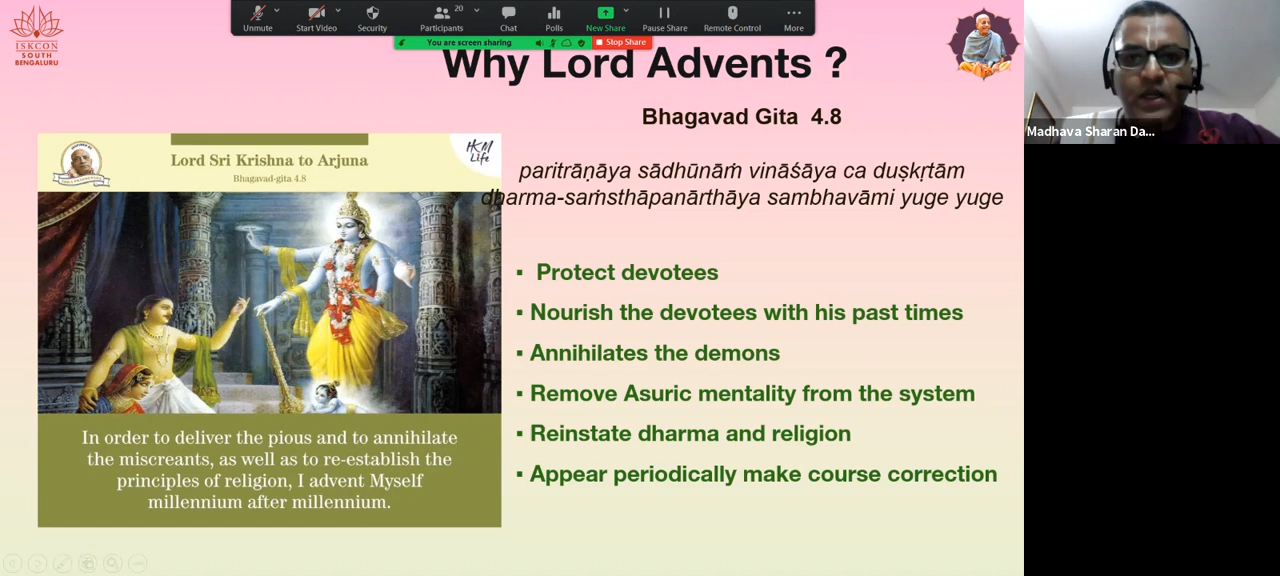 Unmute
Start Video
Security
20
Participants
Chat
Polls
New Share
Pause Share
Remote Control
More
You are screen sharing
Stop Share
ISKCON
SOUTH
BENGALURU
Why Lord Advents ?
Bhagavad Gita 4.8
Madhava Sharan Da...
Lord Sri Krishna to Arjuna
Bhagavad-gita 4.8
HKM
Life
paritrāṇāya sādhūnāṁ vināśāya ca duṣkṛtām
dharma-saṁsthāpanārthāya sambhavāmi yuge yuge
▪ Protect devotees
▪ Nourish the devotees with his past times
▪ Annihilates the demons
▪ Remove Asuric mentality from the system
▪ Reinstate dharma and religion
▪ Appear periodically make course correction
In order to deliver the pious and to annihilate
the miscreants, as well as to re-establish the
principles of religion, I advent Myself
millennium after millennium.